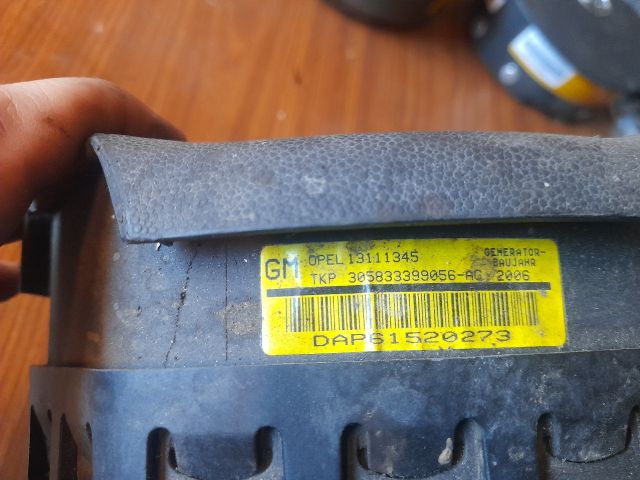 GM OPEL 13111345 GENERATOR-
BAUJAHR
TKP 305833399056-AG 2006
DAP61520273